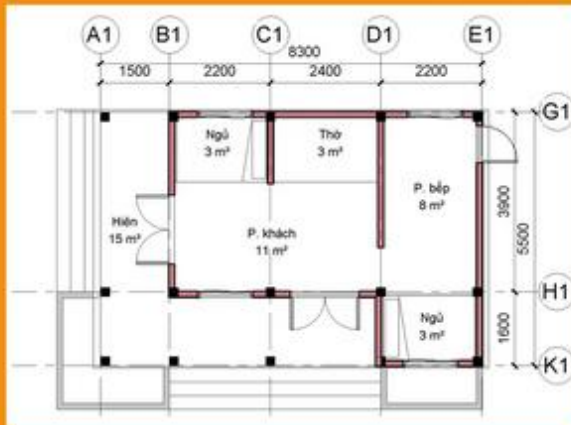 A1 B1 C1 D1 E1
8300
1500 2200 2400 2200
G1
Ngủ
3 m²
Thờ
3 m²
P. bếp
8 m²
Hiên
15 m²
P. khách
11 m²
3900
5500
H1
Ngủ
3 m²
1600
K1